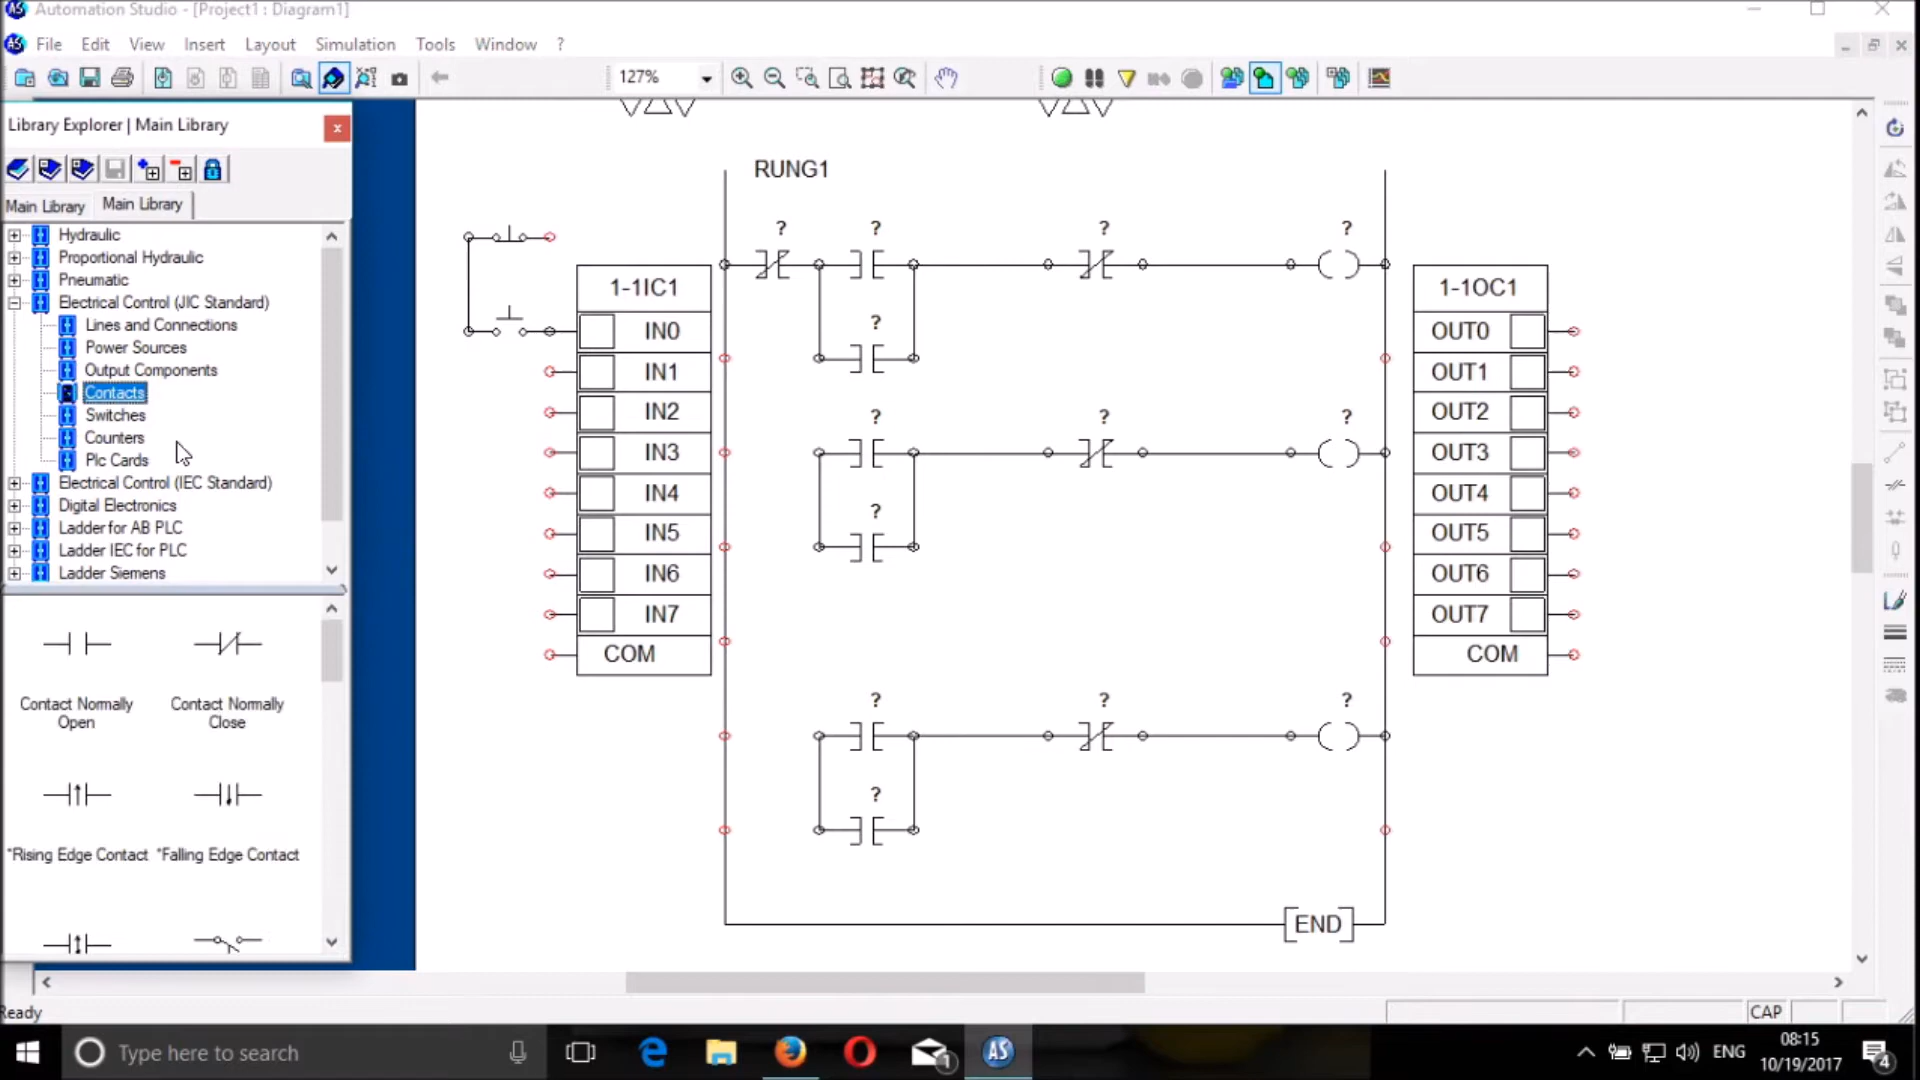 Automation Studio - [Project1 : Diagram1]
File Edit View Insert Layout Simulation Tools Window ?
127%
Library Explorer | Main Library
Main Library Main Library
Hydraulic
Proportional Hydraulic
Pneumatic
Electrical Control (JIC Standard)
Lines and Connections
Power Sources
Output Components
Contacts
Switches
Counters
Plc Cards
Electrical Control (IEC Standard)
Digital Electronics
Ladder for AB PLC
Ladder IEC for PLC
Ladder Siemens
Contact Normally
Open
Contact Normally
Close
*Rising Edge Contact
*Falling Edge Contact
RUNG1
? ? ? ?
?
? ? ?
?
? ? ?
?
1-1IC1
IN0
IN1
IN2
IN3
IN4
IN5
IN6
IN7
COM
1-1OC1
OUT0
OUT1
OUT2
OUT3
OUT4
OUT5
OUT6
OUT7
COM
END
Ready
CAP
Type here to search
1
AS
ENG
08:15
10/19/2017
4